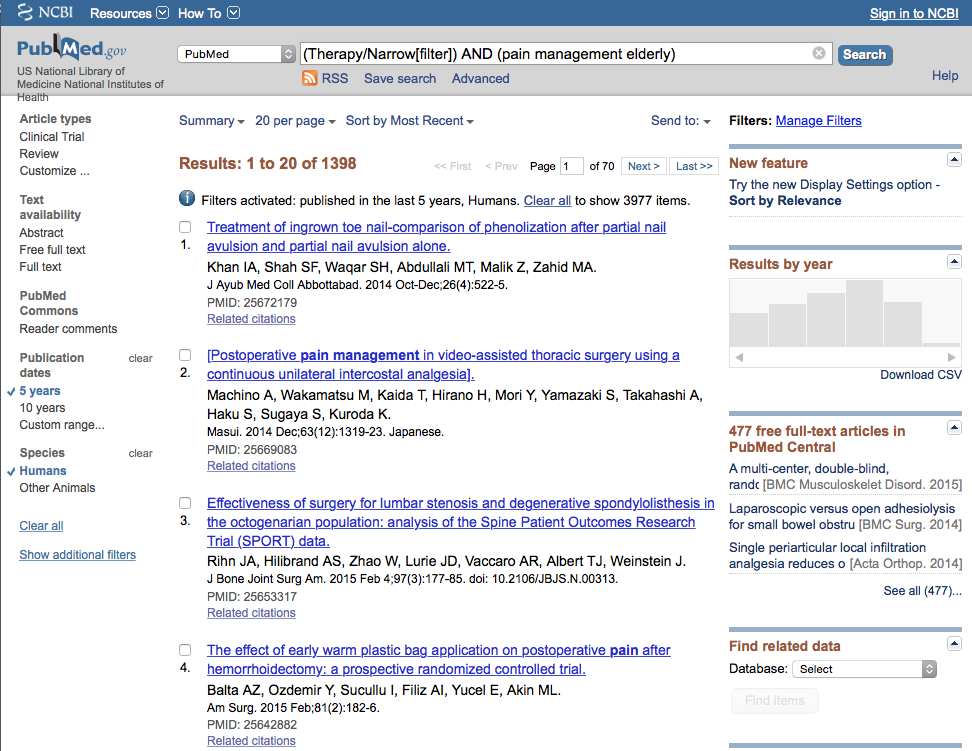 NCBI Resources How To Sign in to NCBI
PubMed.gov
US National Library of
Medicine National Institutes of
Health
PubMed
(Therapy/Narrow[filter]) AND (pain management elderly)
Search
RSS Save search Advanced
Help
Article types
Clinical Trial
Review
Customize ...
Text
availability
Abstract
Free full text
Full text
PubMed
Commons
Reader comments
Publication
dates
clear
5 years
10 years
Custom range...
Species
clear
Humans
Other Animals
Clear all
Show additional filters
Summary 20 per page Sort by Most Recent Send to:
Results: 1 to 20 of 1398
<< First < Prev Page 1 of 70 Next > Last >>
Filters activated: published in the last 5 years, Humans. Clear all to show 3977 items.
1.
Treatment of ingrown toe nail-comparison of phenolization after partial nail
avulsion and partial nail avulsion alone.
Khan IA, Shah SF, Waqar SH, Abdullali MT, Malik Z, Zahid MA.
J Ayub Med Coll Abbottabad. 2014 Oct-Dec;26(4):522-5.
PMID: 25672179
Related citations
2.
[Postoperative pain management in video-assisted thoracic surgery using a
continuous unilateral intercostal analgesia].
Machino A, Wakamatsu M, Kaida T, Hirano H, Mori Y, Yamazaki S, Takahashi A,
Haku S, Sugaya S, Kuroda K.
Masui. 2014 Dec;63(12):1319-23. Japanese.
PMID: 25669083
Related citations
3.
Effectiveness of surgery for lumbar stenosis and degenerative spondylolisthesis in
the octogenarian population: analysis of the Spine Patient Outcomes Research
Trial (SPORT) data.
Rihn JA, Hilibrand AS, Zhao W, Lurie JD, Vaccaro AR, Albert TJ, Weinstein J.
J Bone Joint Surg Am. 2015 Feb 4;97(3):177-85. doi: 10.2106/JBJS.N.00313.
PMID: 25653317
Related citations
4.
The effect of early warm plastic bag application on postoperative pain after
hemorrhoidectomy: a prospective randomized controlled trial.
Balta AZ, Ozdemir Y, Sucullu I, Filiz AI, Yucel E, Akin ML.
Am Surg. 2015 Feb;81(2):182-6.
PMID: 25642882
Related citations
Filters: Manage Filters
New feature
Try the new Display Settings option -
Sort by Relevance
Results by year
Download CSV
477 free full-text articles in
PubMed Central
A multi-center, double-blind,
randc [BMC Musculoskelet Disord. 2015]
Laparoscopic versus open adhesiolysis
for small bowel obstru [BMC Surg. 2014]
Single periarticular local infiltration
analgesia reduces o [Acta Orthop. 2014]
See all (477)...
Find related data
Database: Select
Find items